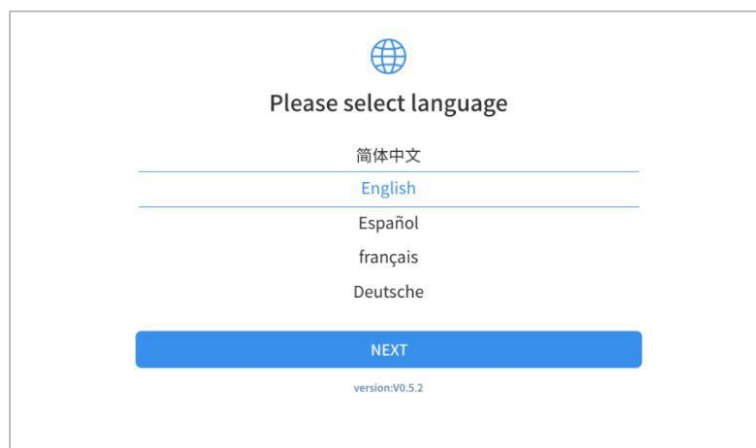 Please select language
简体中文
English
Español
français
Deutsche
NEXT
version:V0.5.2